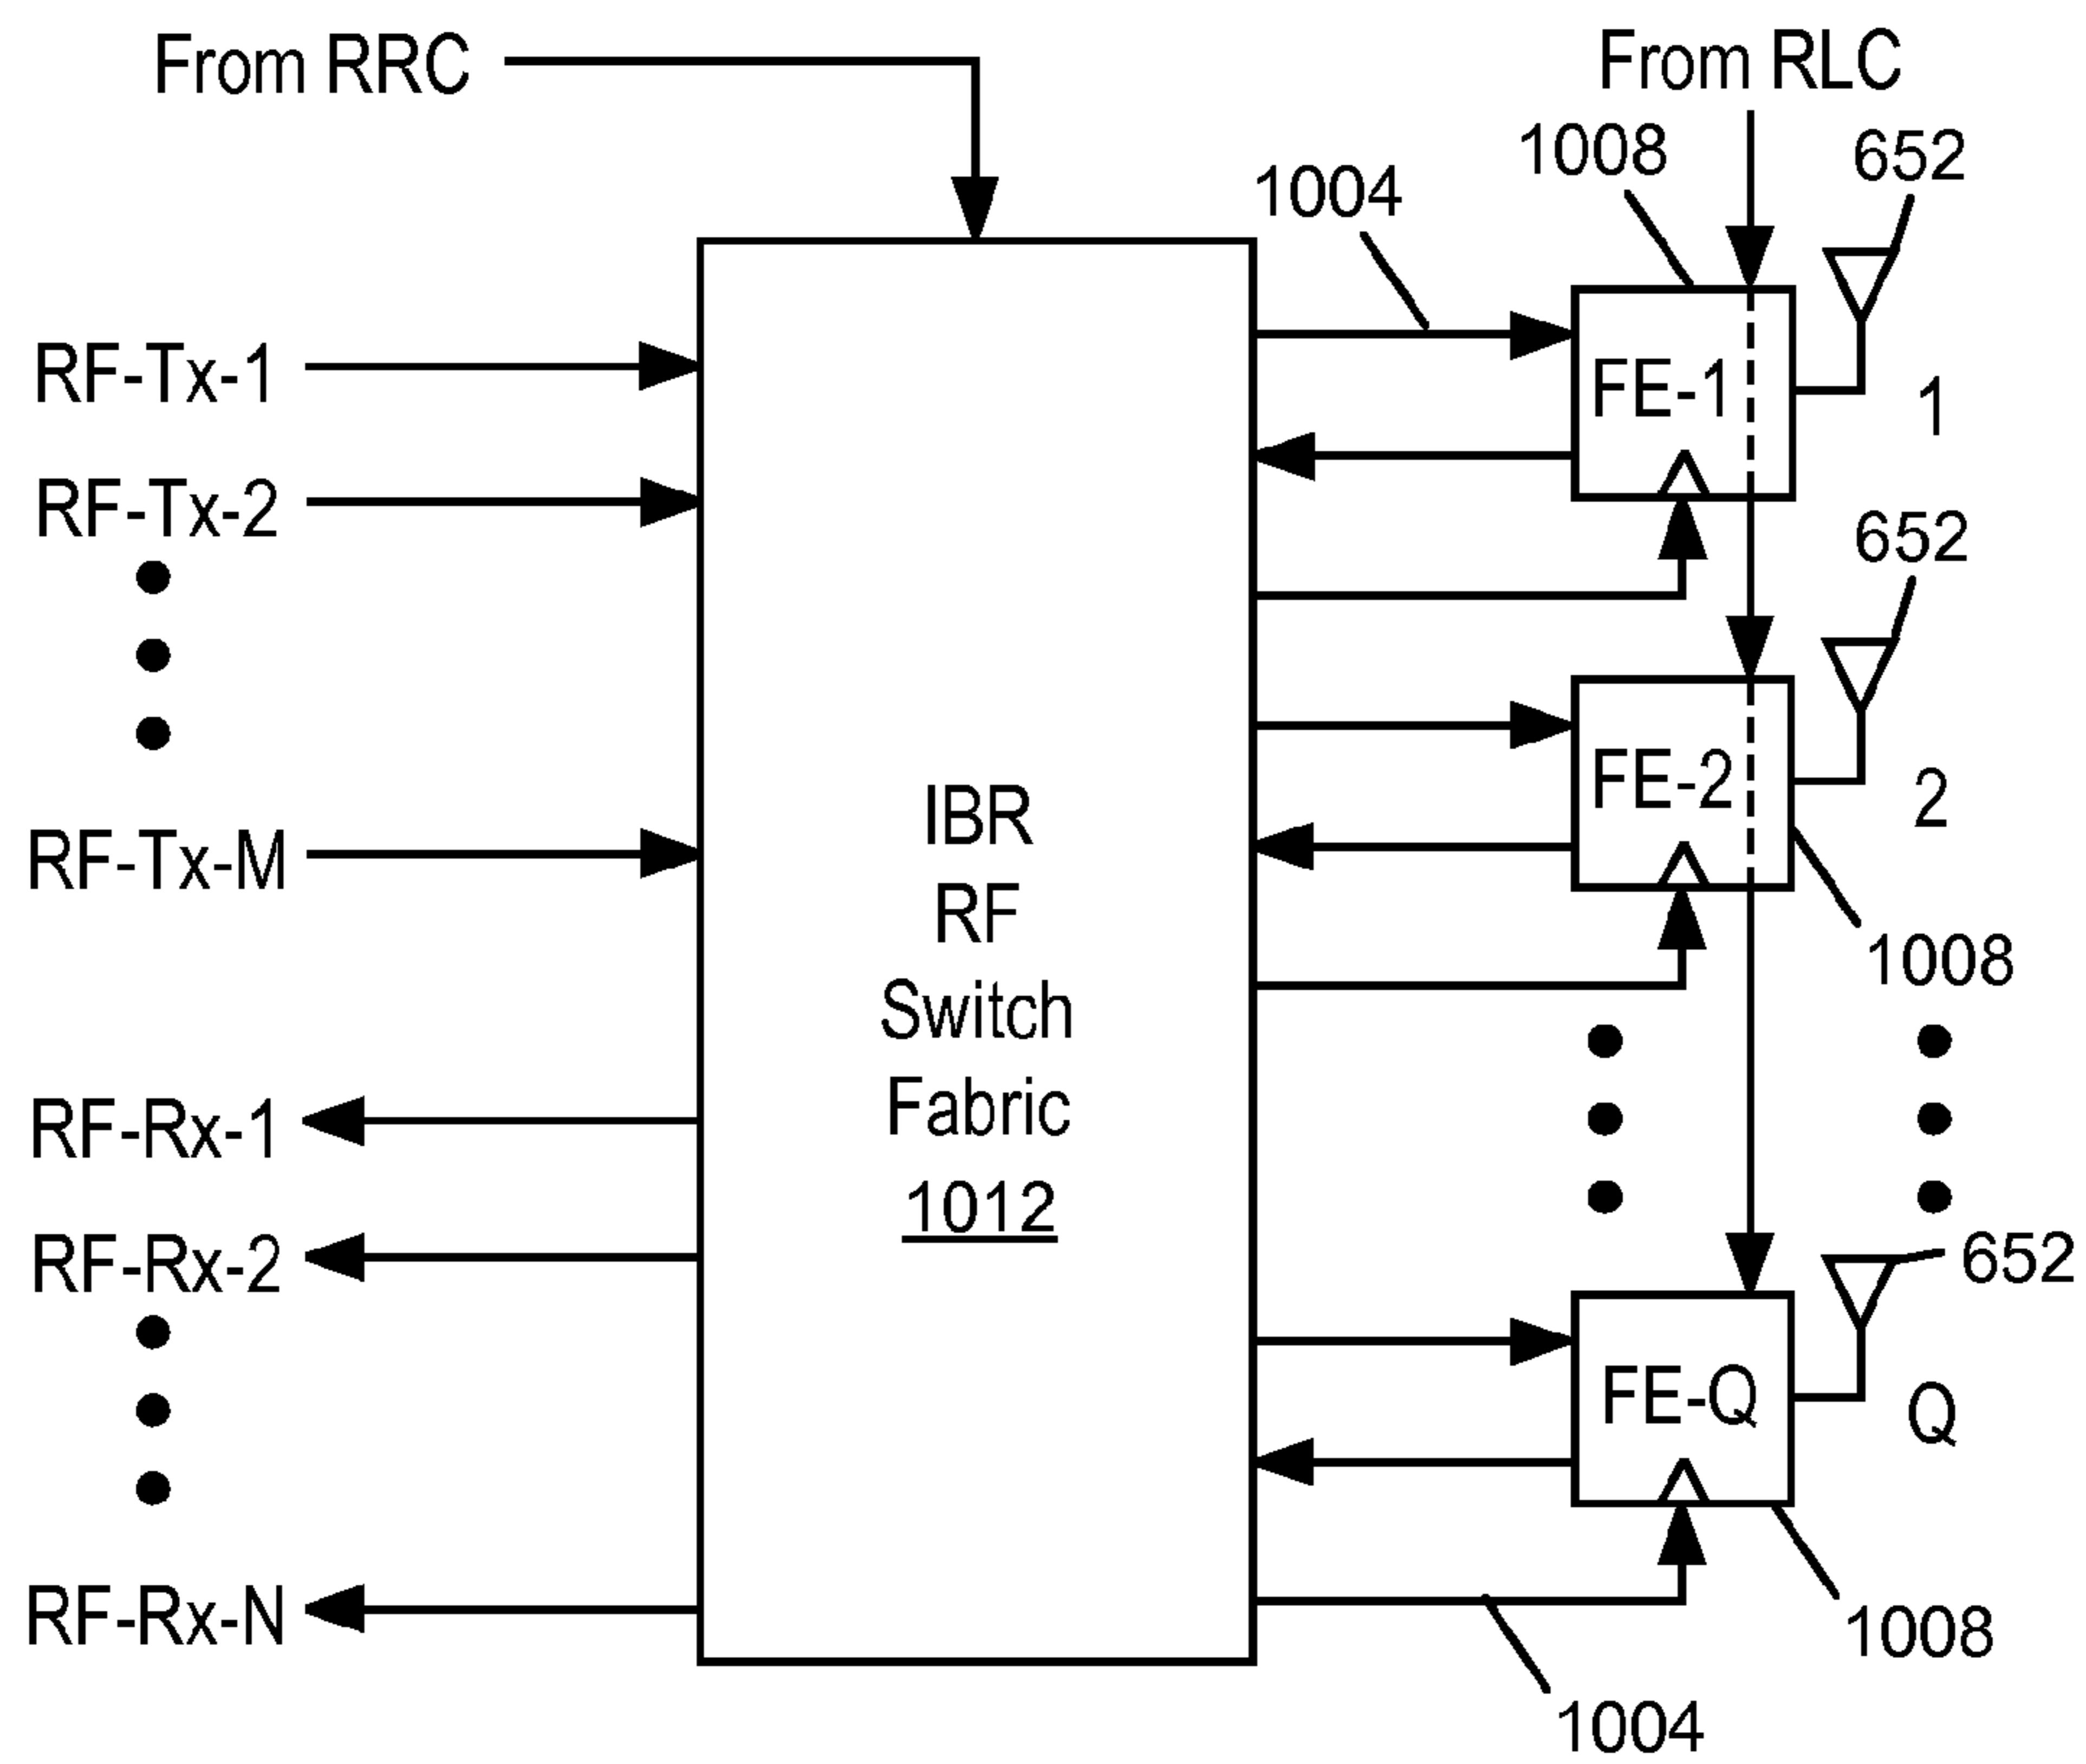 From RRC
From RLC
1008
652
1004
RF-Tx-1
FE-1
1
RF-Tx-2
652
FE-2
2
RF-Tx-M
1008
IBR
RF
Switch
Fabric
1012
RF-Rx-1
RF-Rx-2
652
FE-Q
Q
RF-Rx-N
1008
1004